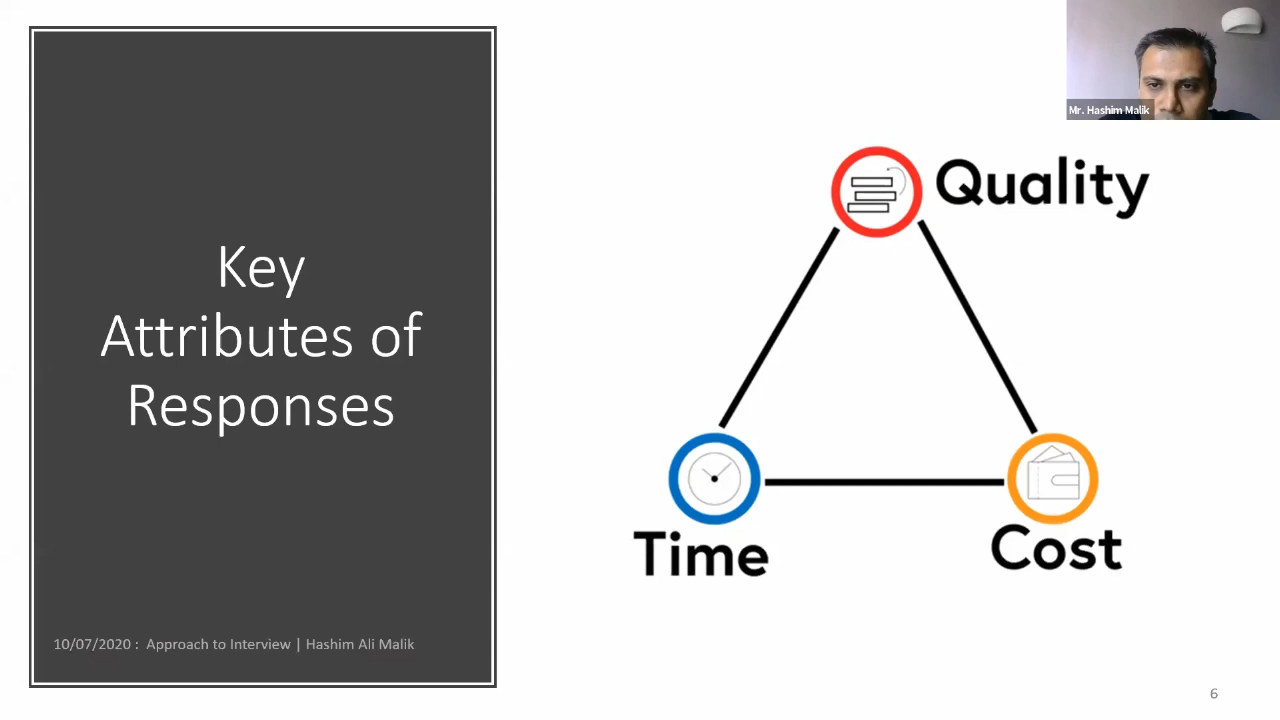 Key
Attributes of
Responses
10/07/2020 : Approach to Interview | Hashim Ali Malik
Mr. Hashim Malik
Quality
Time
Cost
6